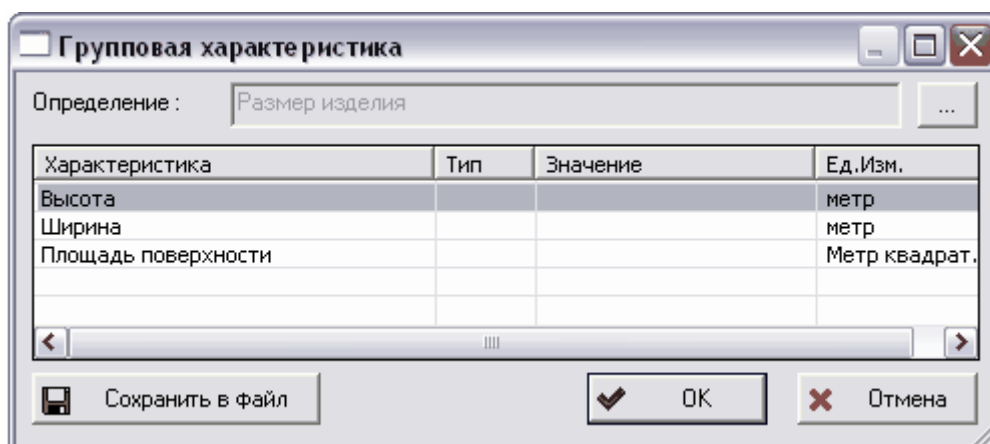 Групповая характеристика
Определение : Размер изделия ...
Характеристика Тип Значение Ед.Изм.
Высота метр
Ширина метр
Площадь поверхности Метр квадрат.
Сохранить в файл OK Отмена